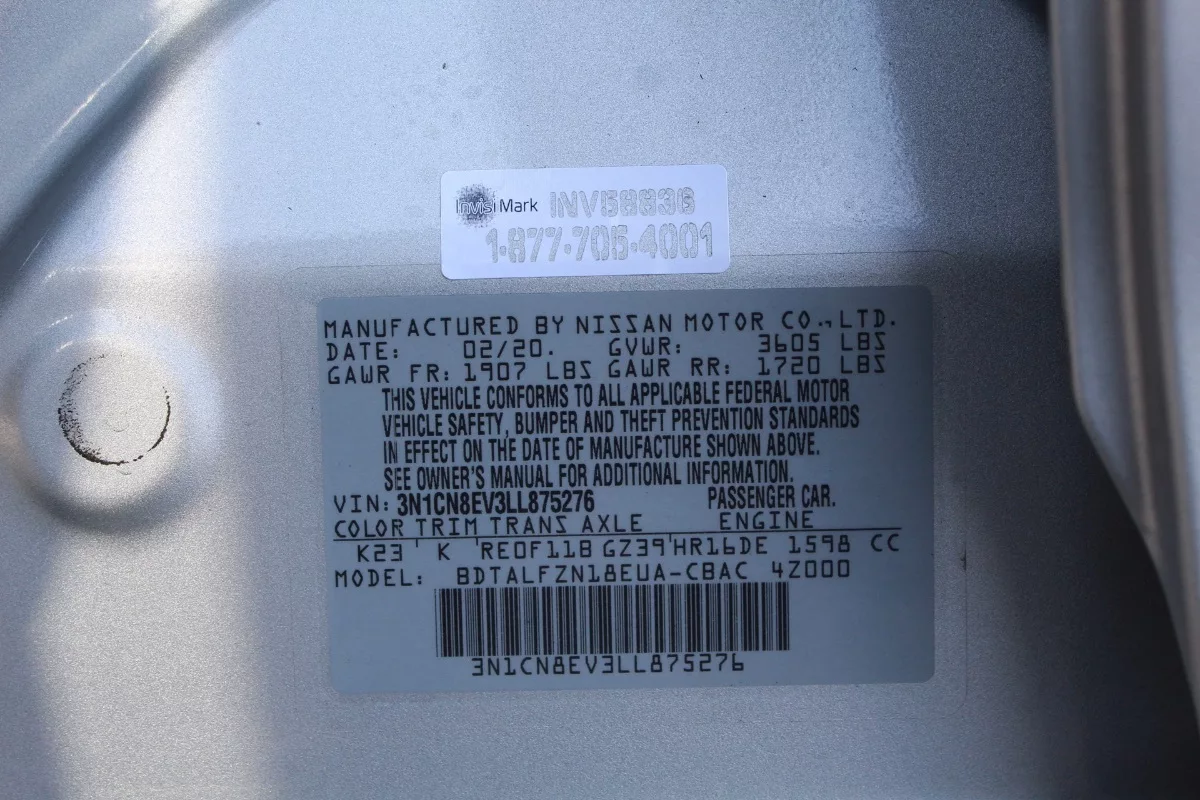 InvisiMark INV58836
1-877-705-4001
MANUFACTURED BY NISSAN MOTOR CO., LTD.
DATE: 02/20. GVWR: 3605 LBS
GAWR FR: 1907 LBS GAWR RR: 1720 LBS
THIS VEHICLE CONFORMS TO ALL APPLICABLE FEDERAL MOTOR
VEHICLE SAFETY, BUMPER AND THEFT PREVENTION STANDARDS
IN EFFECT ON THE DATE OF MANUFACTURE SHOWN ABOVE.
SEE OWNER'S MANUAL FOR ADDITIONAL INFORMATION.
VIN: 3N1CN8EV3LL875276 PASSENGER CAR.
COLOR TRIM TRANS AXLE ENGINE
K23 K RE0F11B GZ39 HR16DE 1598 CC
MODEL: BDTALFZN18EUA-CBAC 4Z000
3N1CN8EV3LL875276